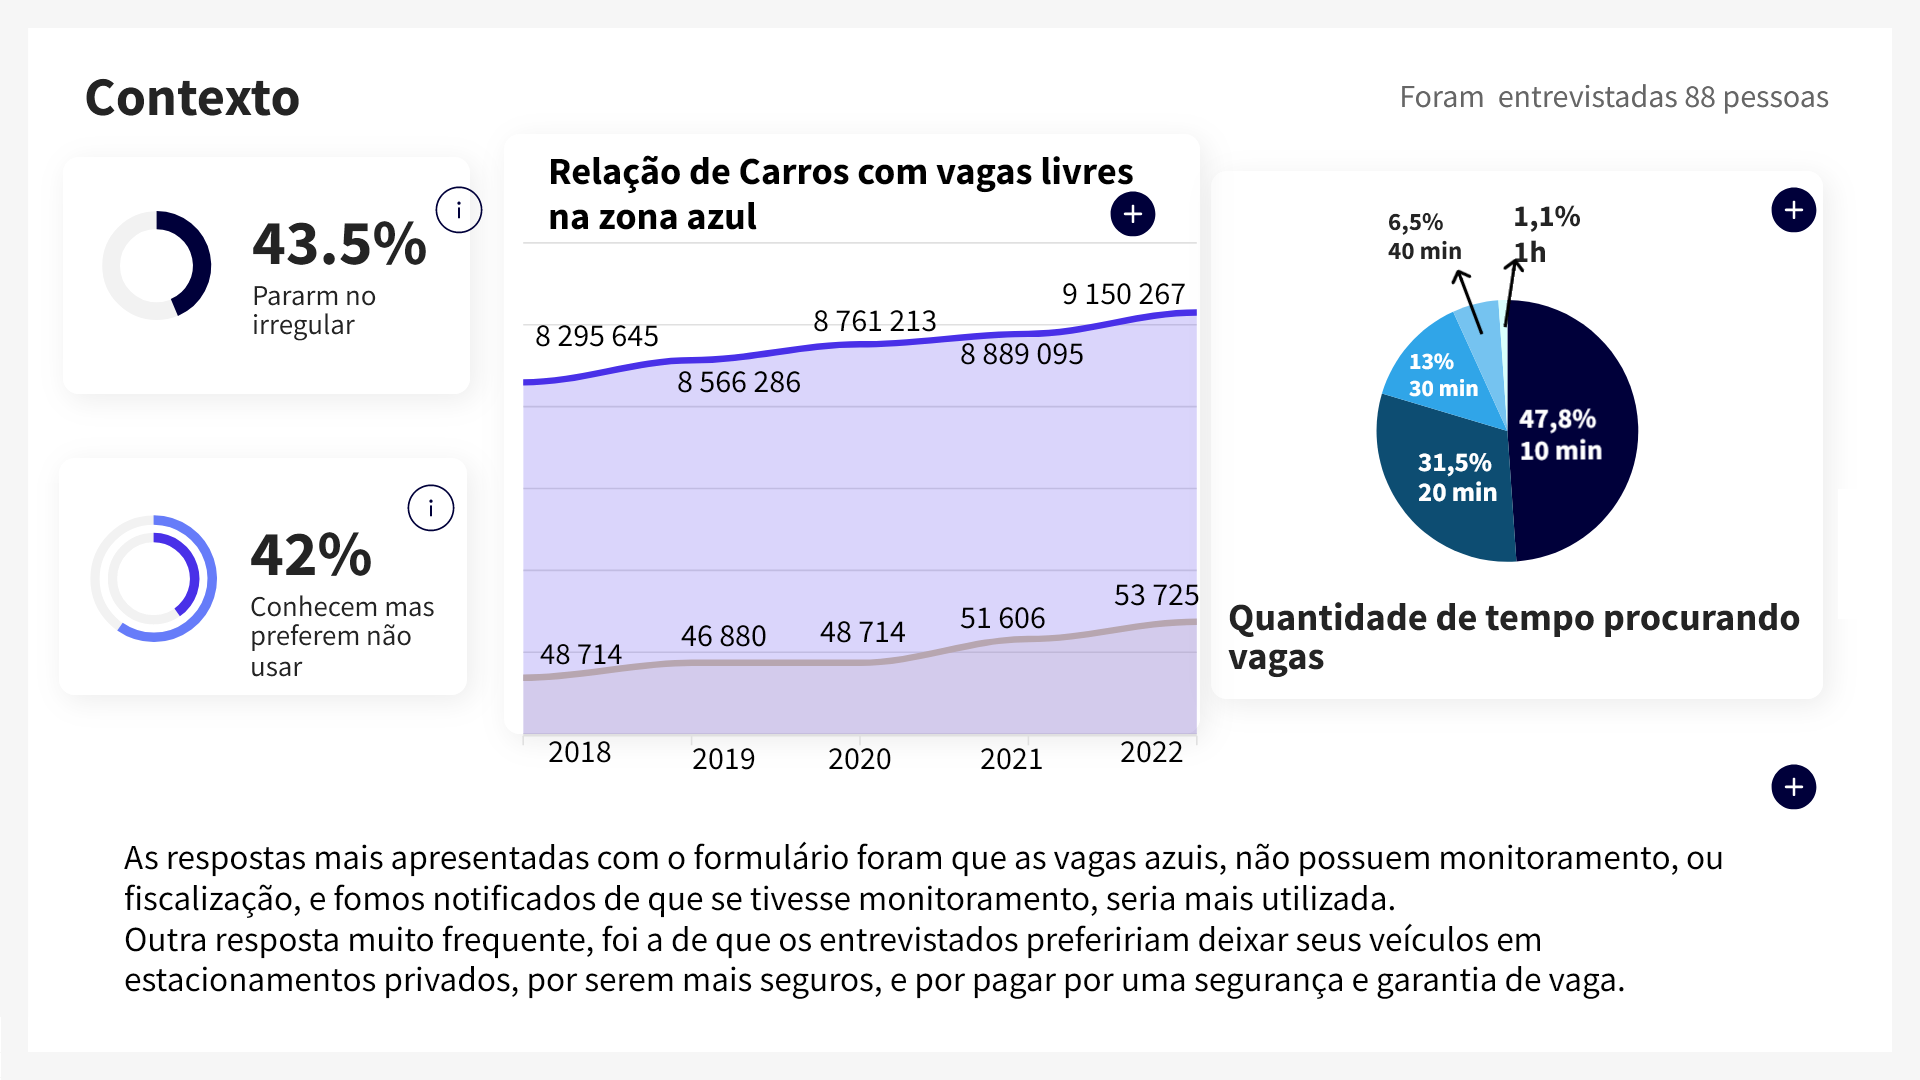 Contexto
Foram entrevistadas 88 pessoas
43.5%
Pararm no
irregular
42%
Conhecem mas
preferem não
usar
Relação de Carros com vagas livres
na zona azul
8 295 645
8 566 286
8 761 213
8 889 095
9 150 267
48 714
46 880
48 714
51 606
53 725
2018
2019
2020
2021
2022
6,5%
40 min
1,1%
1h
13%
30 min
47,8%
10 min
31,5%
20 min
Quantidade de tempo procurando
vagas
As respostas mais apresentadas com o formulário foram que as vagas azuis, não possuem monitoramento, ou
fiscalização, e fomos notificados de que se tivesse monitoramento, seria mais utilizada.
Outra resposta muito frequente, foi a de que os entrevistados prefeririam deixar seus veículos em
estacionamentos privados, por serem mais seguros, e por pagar por uma segurança e garantia de vaga.